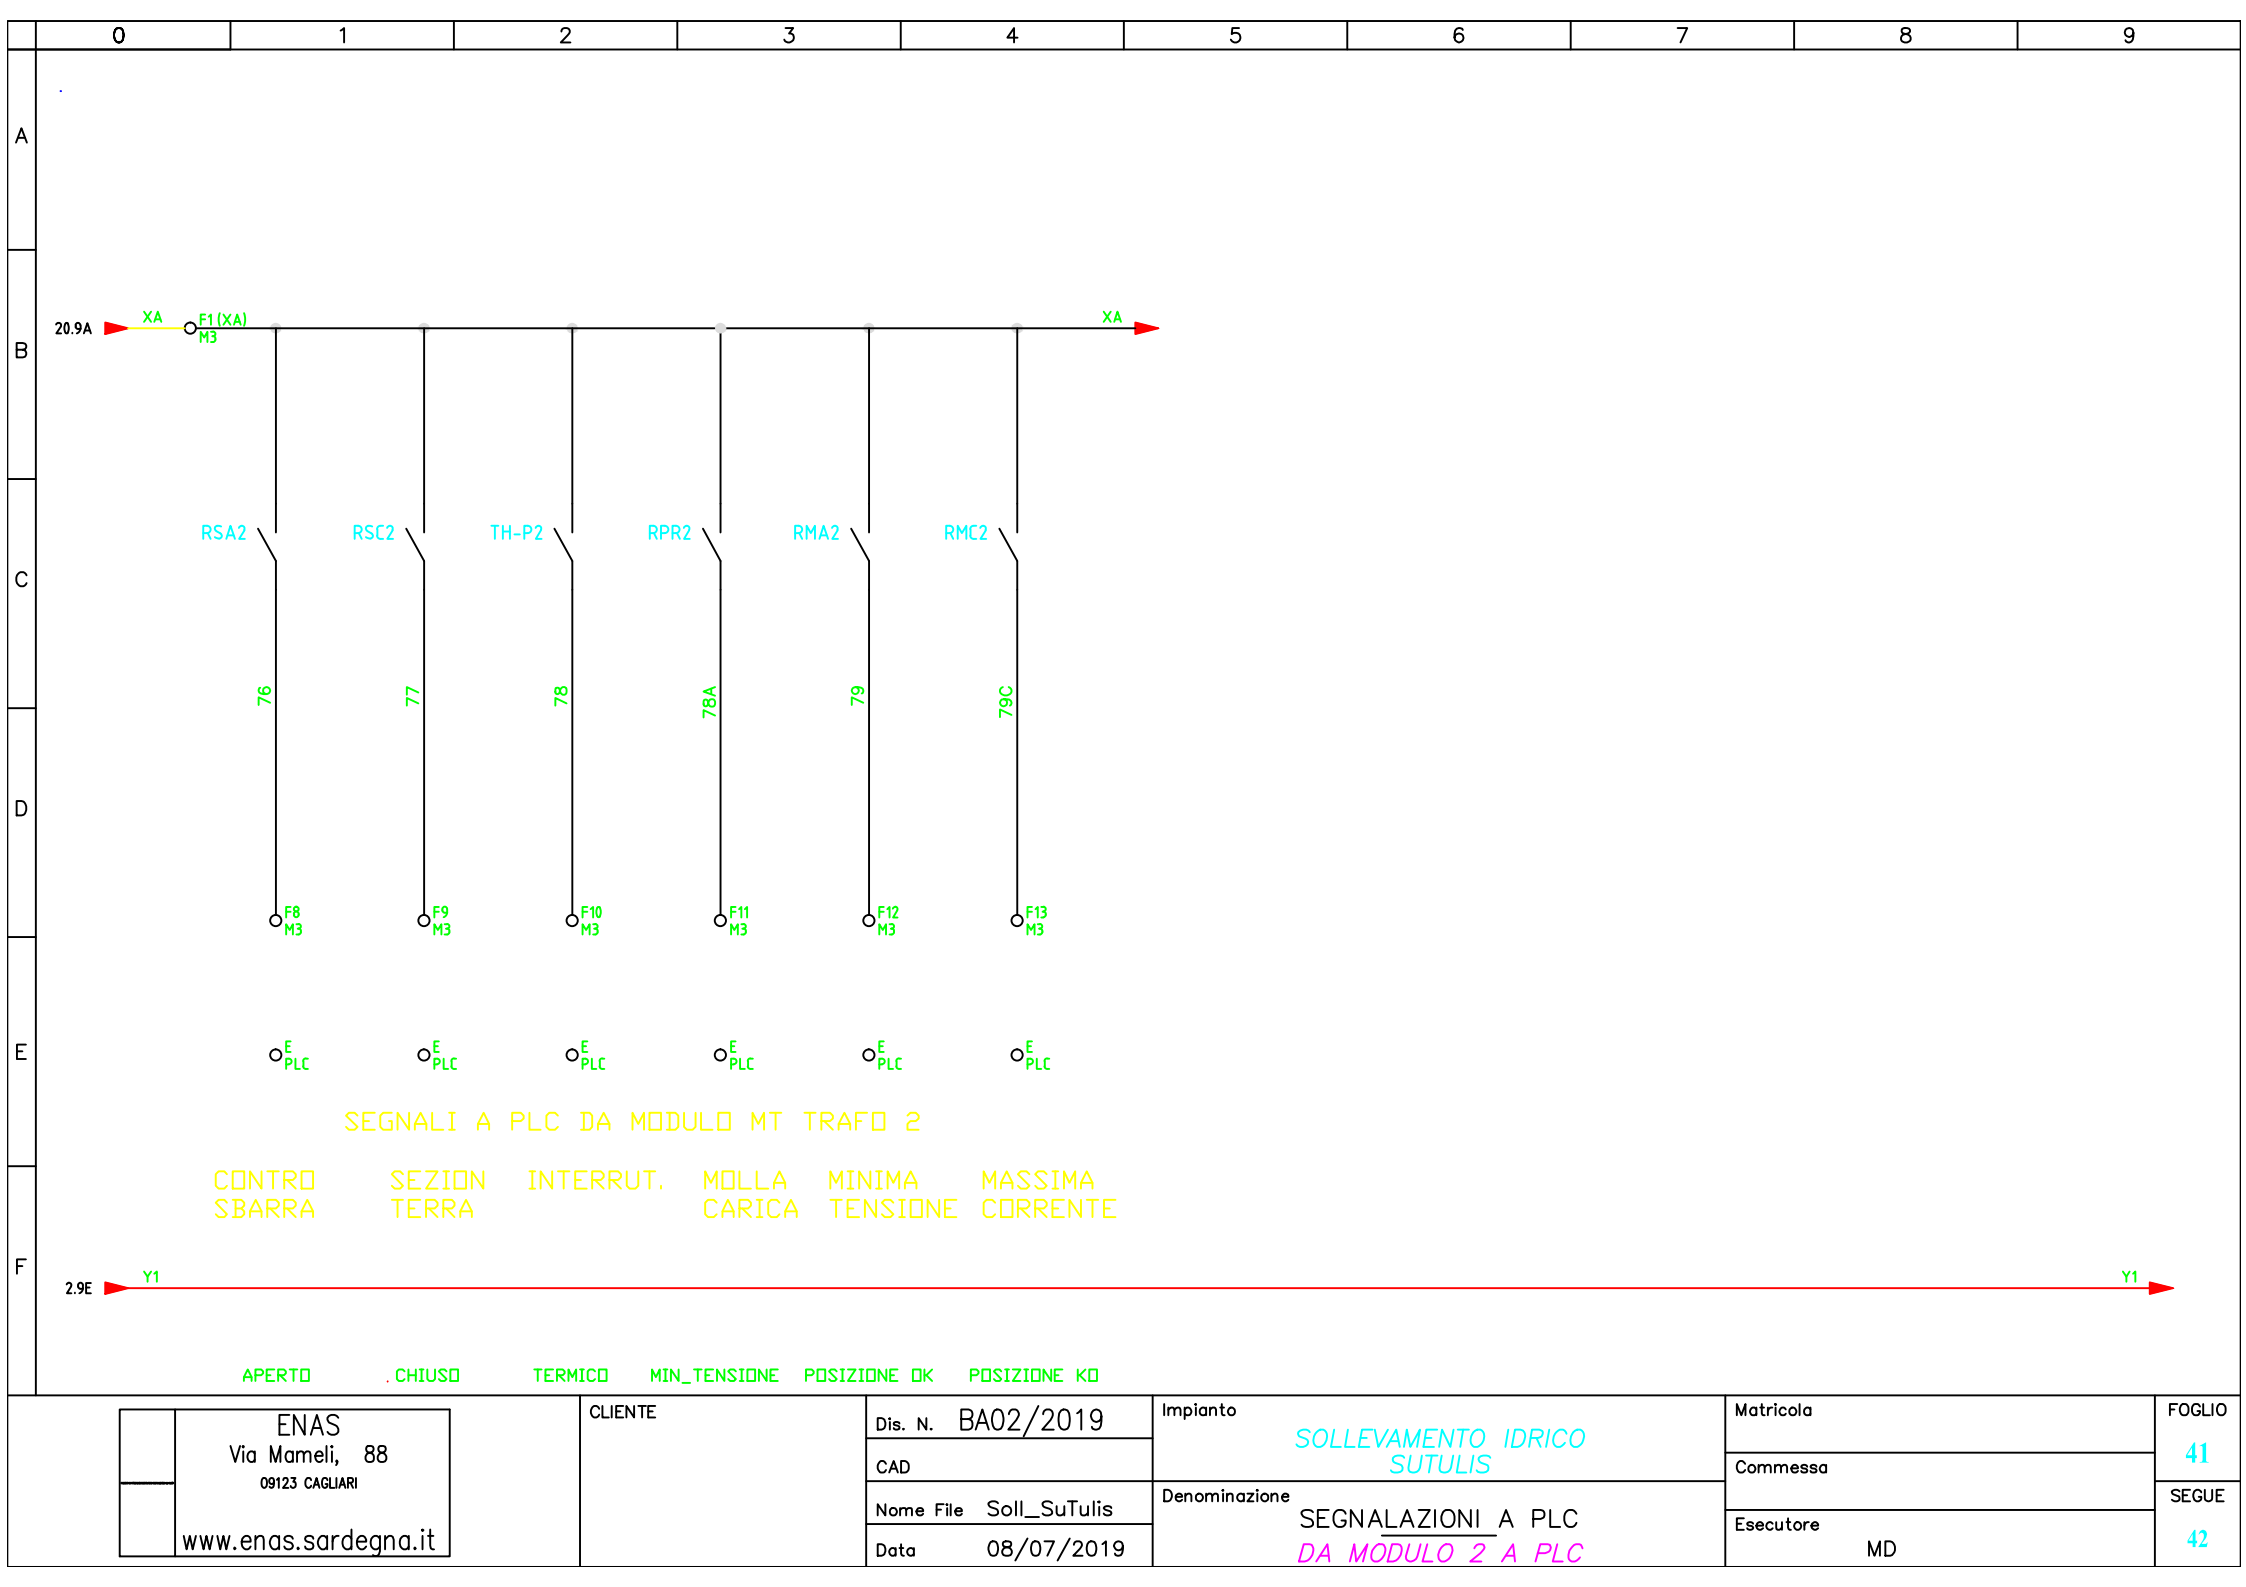 0 1 2 3 4 5 6 7 8 9
A
B
C
D
E
F
20.9A
XA
F1(XA)
M3
XA
RSA2 RSC2 TH-P2 RPR2 RMA2 RMC2
76 77 78 78A 79 79C
F8 F9 F10 F11 F12 F13
M3 M3 M3 M3 M3 M3
E E E E E E
PLC PLC PLC PLC PLC PLC
SEGNALI A PLC DA MODULO MT TRAFO 2
CONTRO SEZION INTERRUT. MOLLA MINIMA MASSIMA
SBARRA TERRA CARICA TENSIONE CORRENTE
2.9E
Y1
Y1
APERTO .CHIUSO TERMICO MIN_TENSIONE POSIZIONE OK POSIZIONE KO
ENAS
Via Mameli, 88
09123 CAGLIARI
www.enas.sardegna.it
CLIENTE
Dis. N. BA02/2019
CAD
Nome File Soll_SuTulis
Data 08/07/2019
Impianto
SOLLEVAMENTO IDRICO
SUTULIS
Denominazione
SEGNALAZIONI A PLC
DA MODULO 2 A PLC
Matricola
Commessa
Esecutore
MD
FOGLIO
41
SEGUE
42